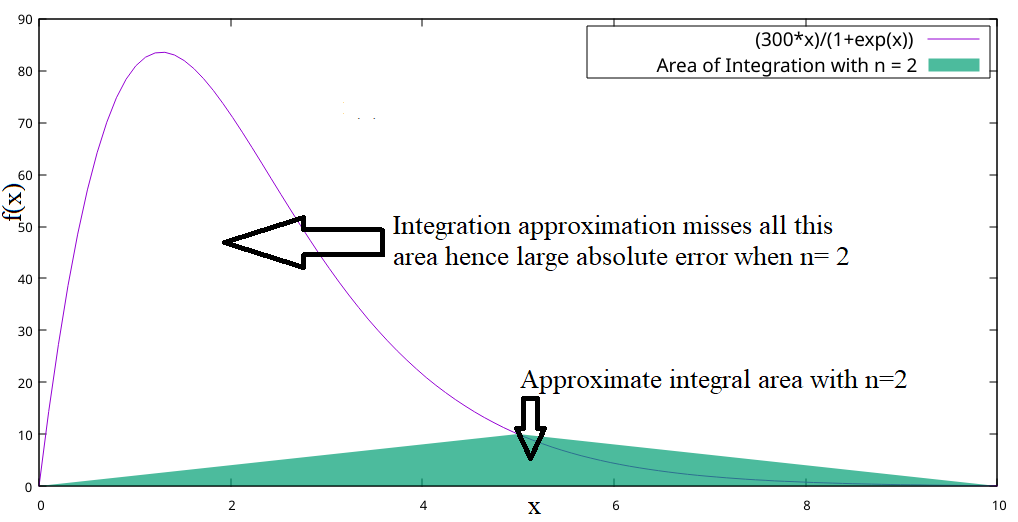 90
80
70
60
50
40
30
20
10
0
f(x)
(300*x)/(1+exp(x))
Area of Integration with n = 2
Integration approximation misses all this
area hence large absolute error when n= 2
Approximate integral area with n=2
0 2 4 6 8 10
x